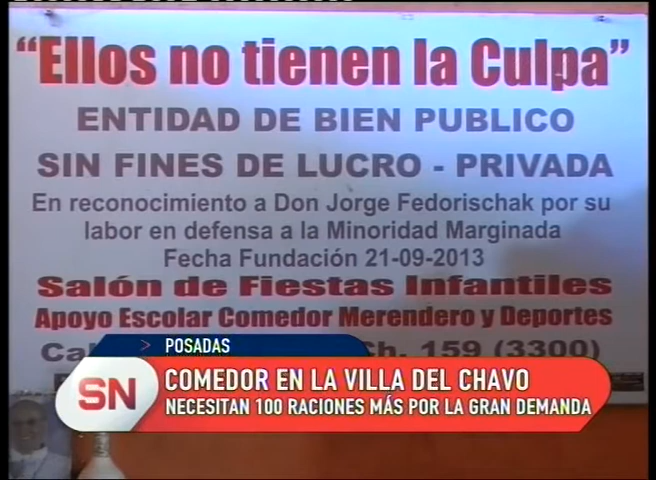 "Ellos no tienen la Culpa"
ENTIDAD DE BIEN PUBLICO
SIN FINES DE LUCRO - PRIVADA
En reconocimiento a Don Jorge Fedorischak por su
labor en defensa a la Minoridad Marginada
Fecha Fundación 21-09-2013
Salón de Fiestas Infantiles
Apoyo Escolar Comedor Merendero y Deportes
Ch. 159 (3300)
> POSADAS
SN
COMEDOR EN LA VILLA DEL CHAVO
NECESITAN 100 RACIONES MÁS POR LA GRAN DEMANDA